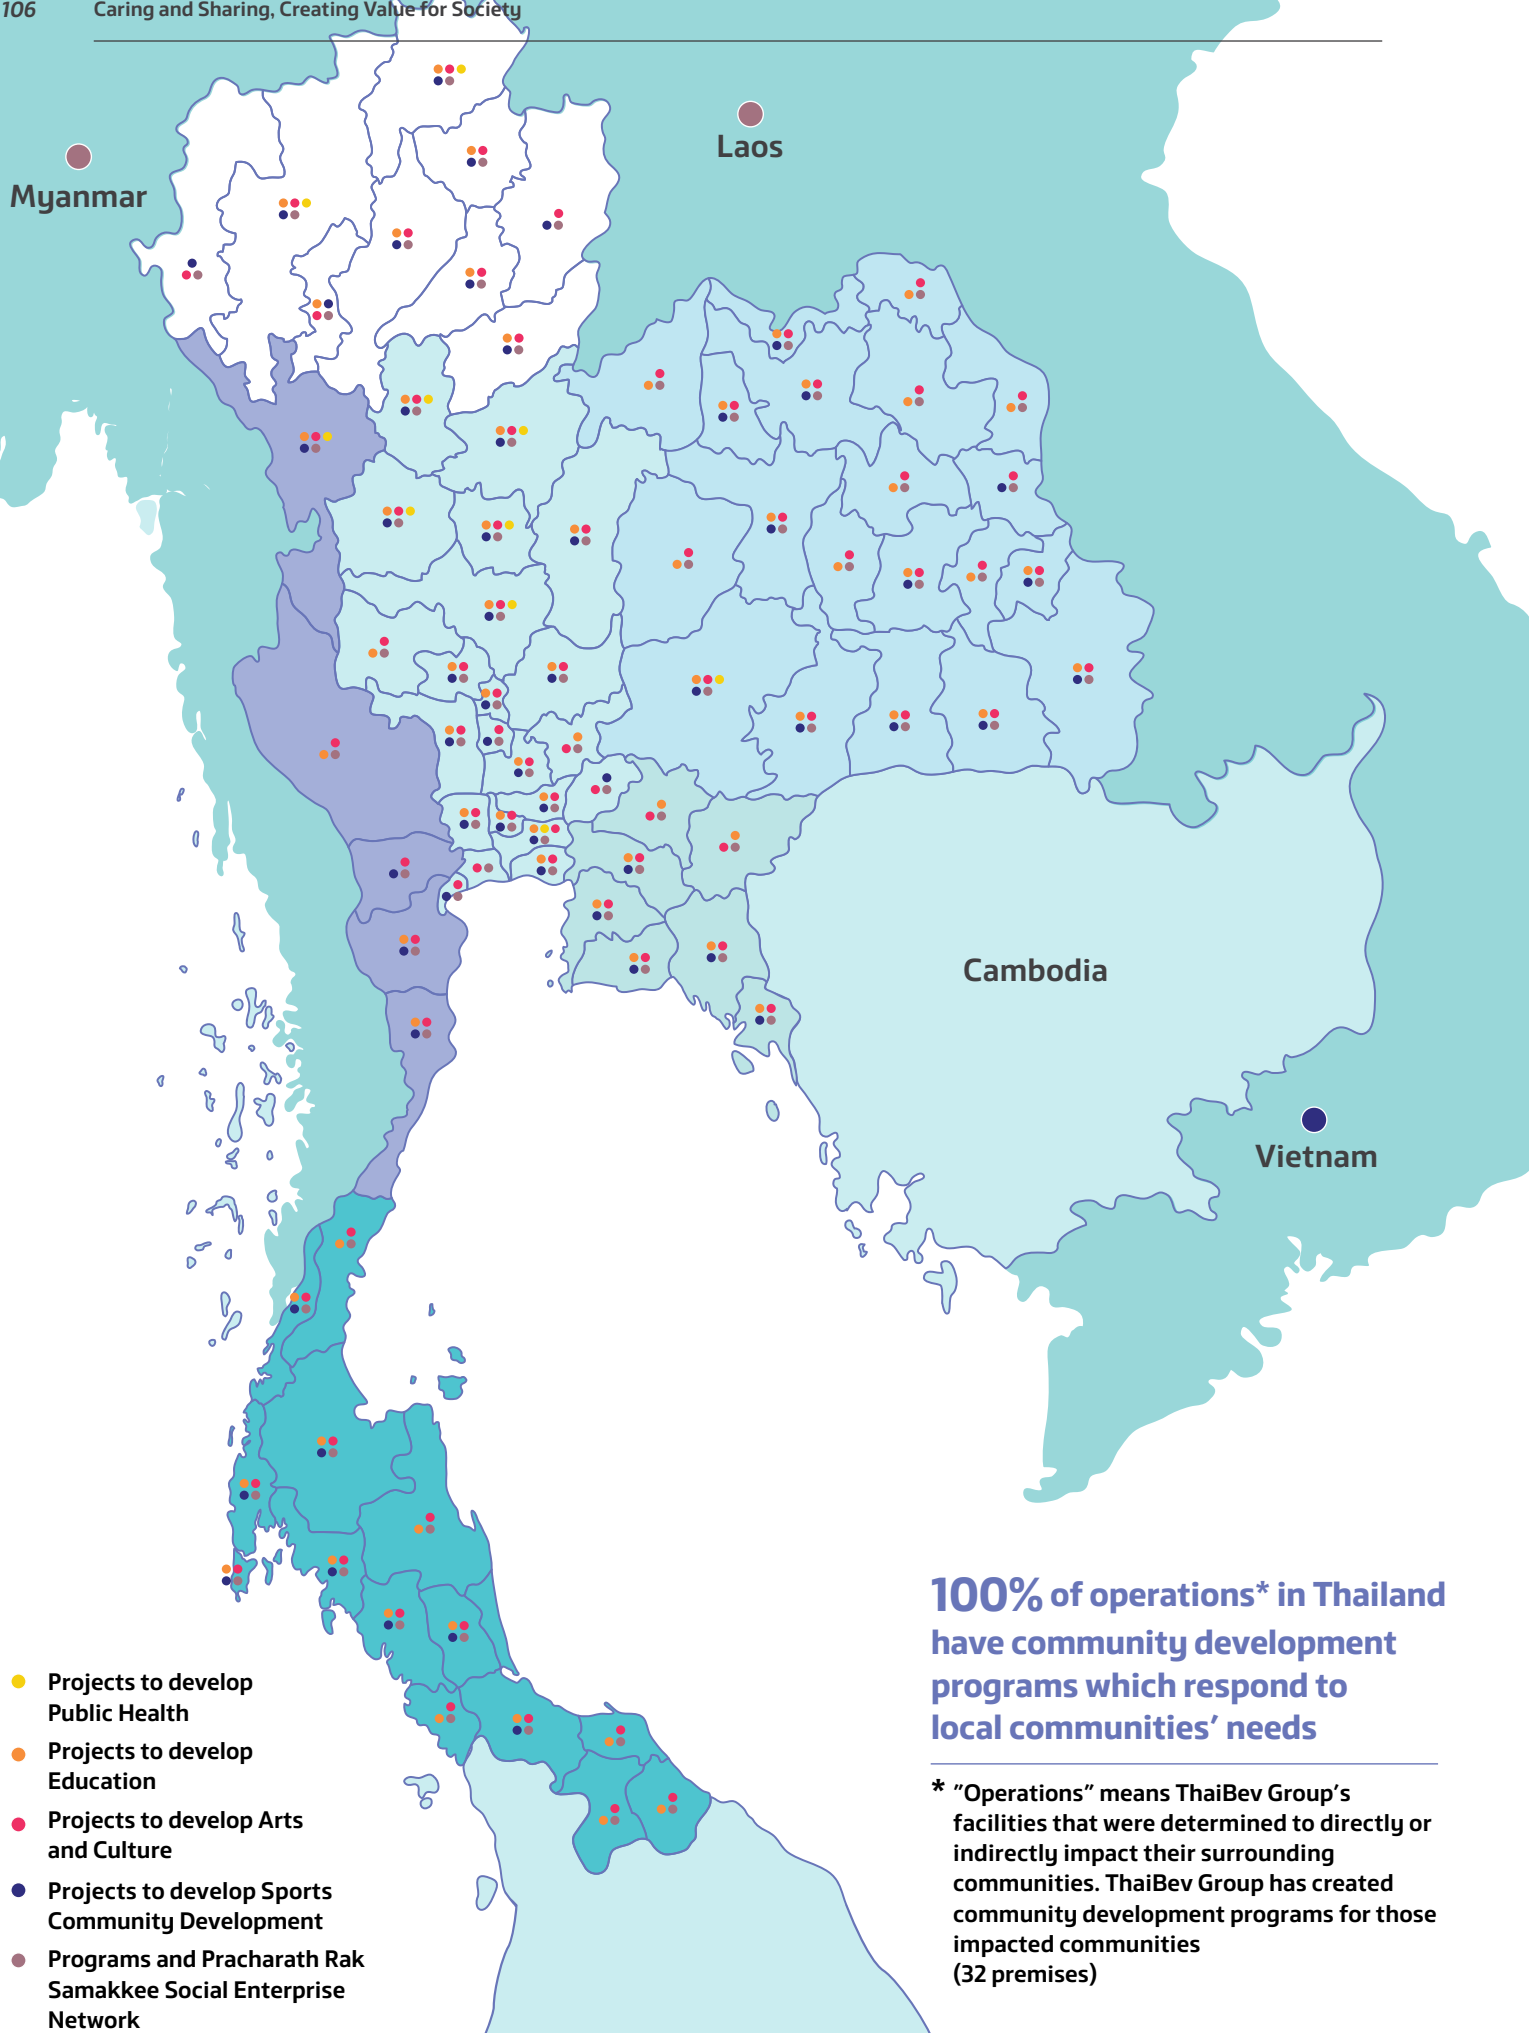 106 Caring and Sharing, Creating Value for Society
Laos
Myanmar
Cambodia
Vietnam
100% of operations* in Thailand
have community development
programs which respond to
local communities’ needs
* ”Operations” means ThaiBev Group’s
facilities that were determined to directly or
indirectly impact their surrounding
communities. ThaiBev Group has created
community development programs for those
impacted communities
(32 premises)
Projects to develop
Public Health
Projects to develop
Education
Projects to develop Arts
and Culture
Projects to develop Sports
Community Development
Programs and Pracharath Rak
Samakkee Social Enterprise
Network